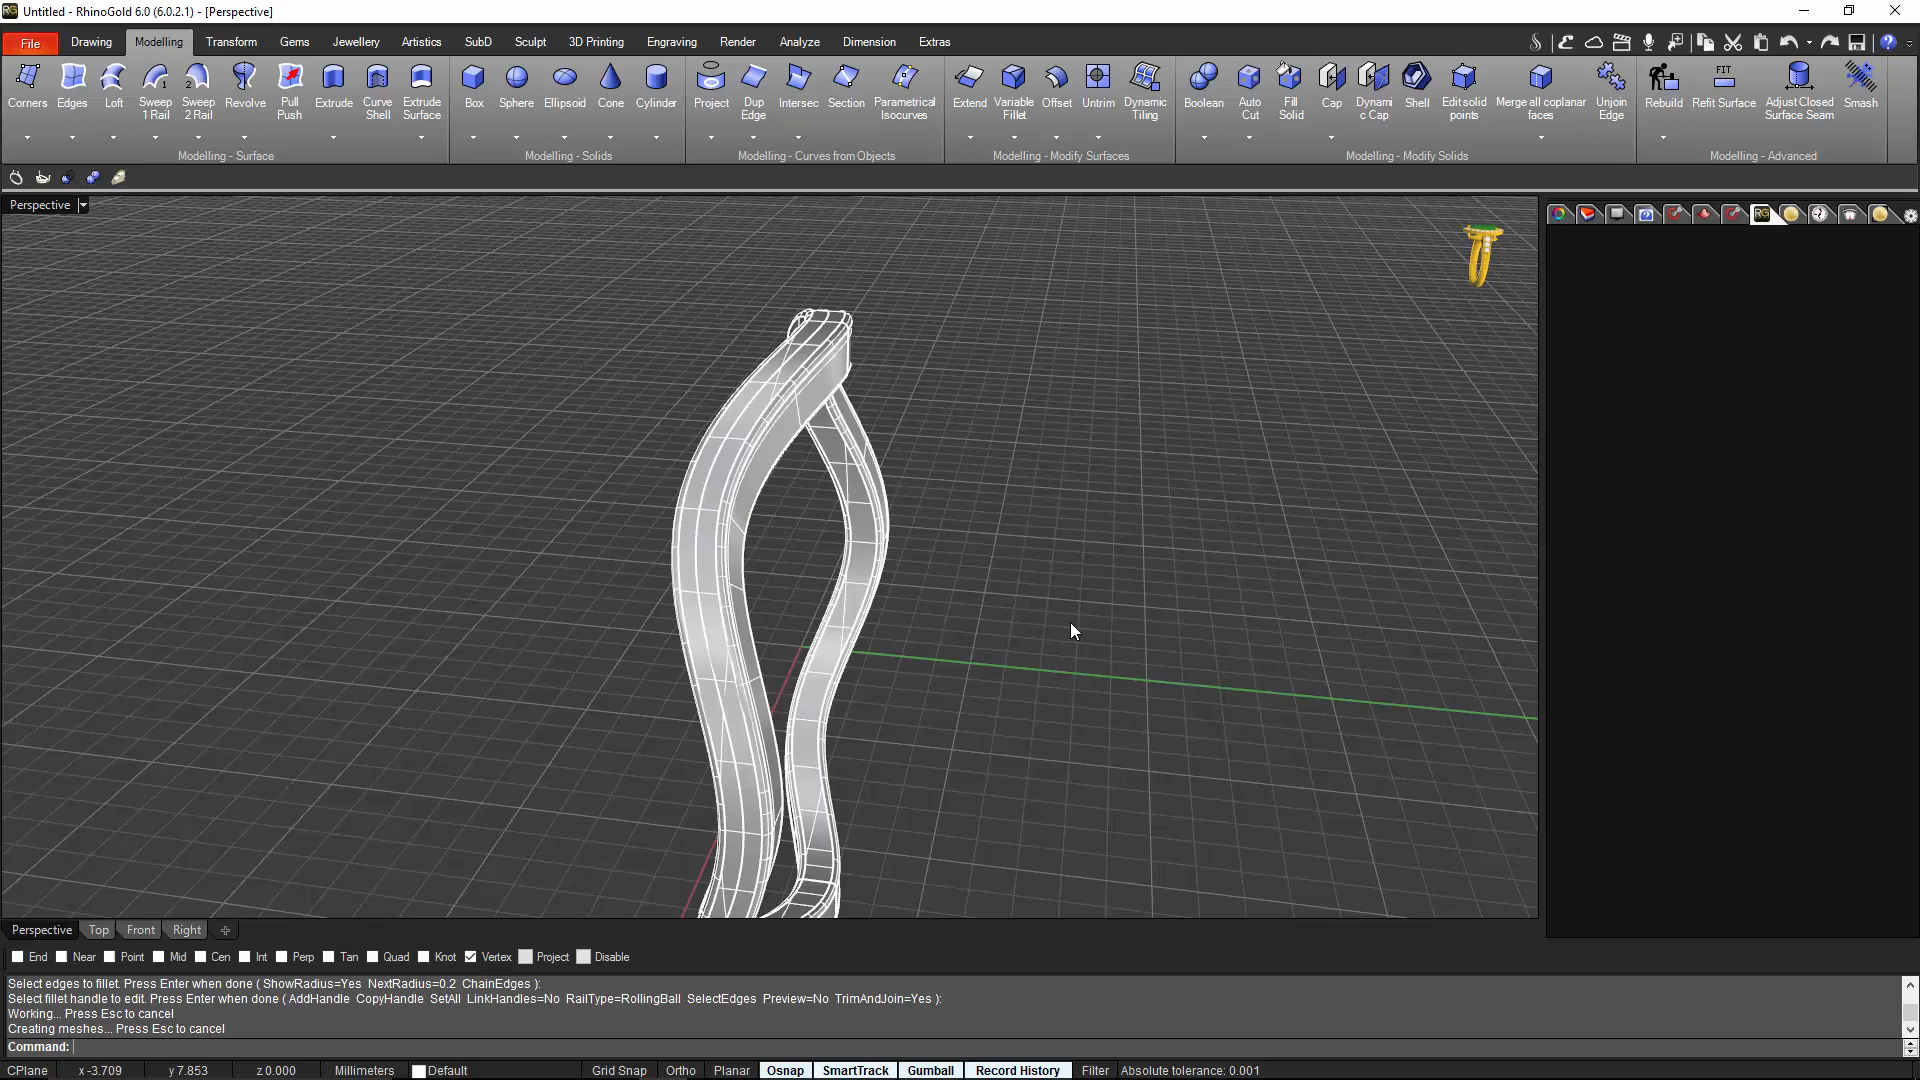 Untitled - RhinoGold 6.0 (6.0.2.1) - [Perspective]
File Drawing Modelling Transform Gems Jewellery Artistics SubD Sculpt 3D Printing Engraving Render Analyze Dimension Extras
Corners Edges Loft Sweep 1 Rail Sweep 2 Rail Revolve Pull Push Extrude Curve Shell Extrude Surface Box Sphere Ellipsoid Cone Cylinder Project Dup Edge Intersec Section Parametrical Isocurves Extend Variable Fillet Offset Untrim Dynamic Tiling Boolean Auto Cut Fill Solid Cap Dynami c Cap Shell Edit solid points Merge all coplanar faces Unjoin Edge Rebuild FIT Refit Surface Adjust Closed Surface Seam Smash
Modelling - Surface Modelling - Solids Modelling - Curves from Objects Modelling - Modify Surfaces Modelling - Modify Solids Modelling - Advanced
Perspective
Perspective Top Front Right
End Near Point Mid Cen Int Perp Tan Quad Knot Vertex Project Disable
Select edges to fillet. Press Enter when done ( ShowRadius=Yes NextRadius=0.2 ChainEdges ):
Select fillet handle to edit. Press Enter when done ( AddHandle CopyHandle SetAll LinkHandles=No RailType=RollingBall SelectEdges Preview=No TrimAndJoin=Yes ):
Working... Press Esc to cancel
Creating meshes... Press Esc to cancel
Command:
CPlane x -3.709 y 7.853 z 0.000 Millimeters Default Grid Snap Ortho Planar Osnap SmartTrack Gumball Record History Filter Absolute tolerance: 0.001